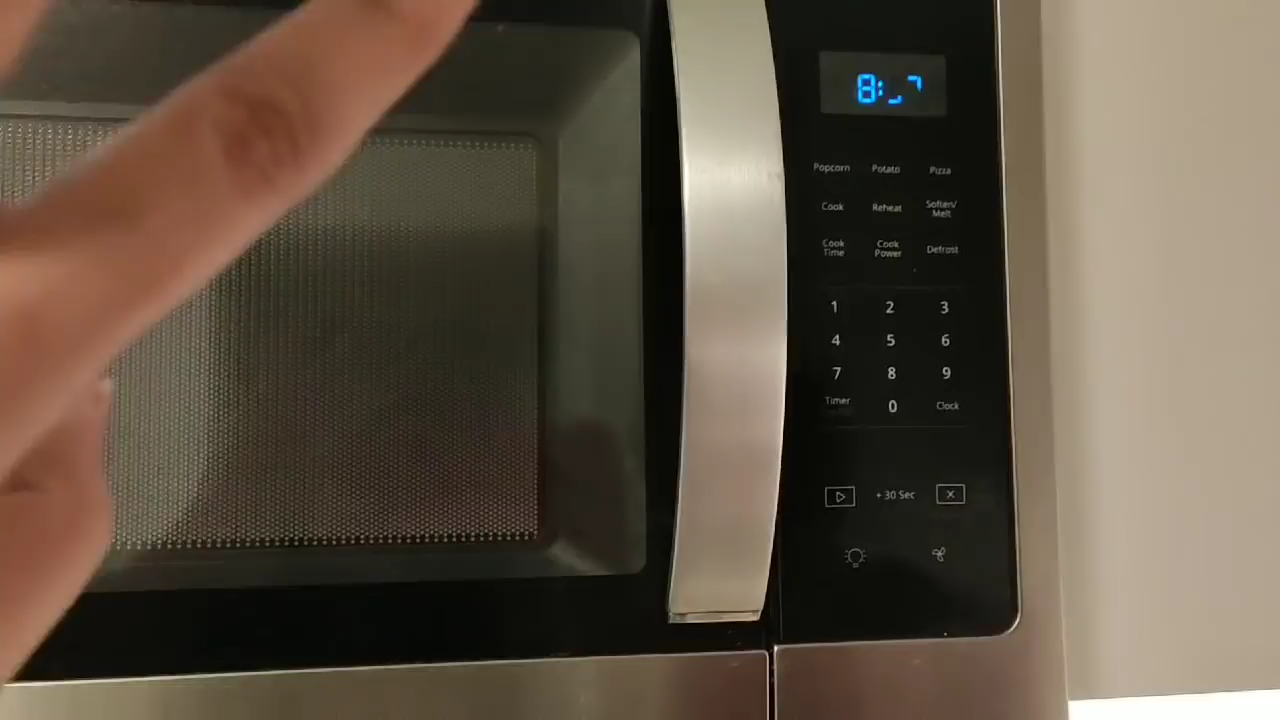 8:
Popcorn Potato Pizza
Cook Reheat Soften/
Melt
Cook
Time Cook
Power Defrost
1 2 3
4 5 6
7 8 9
Timer 0 Clock
+ 30 Sec